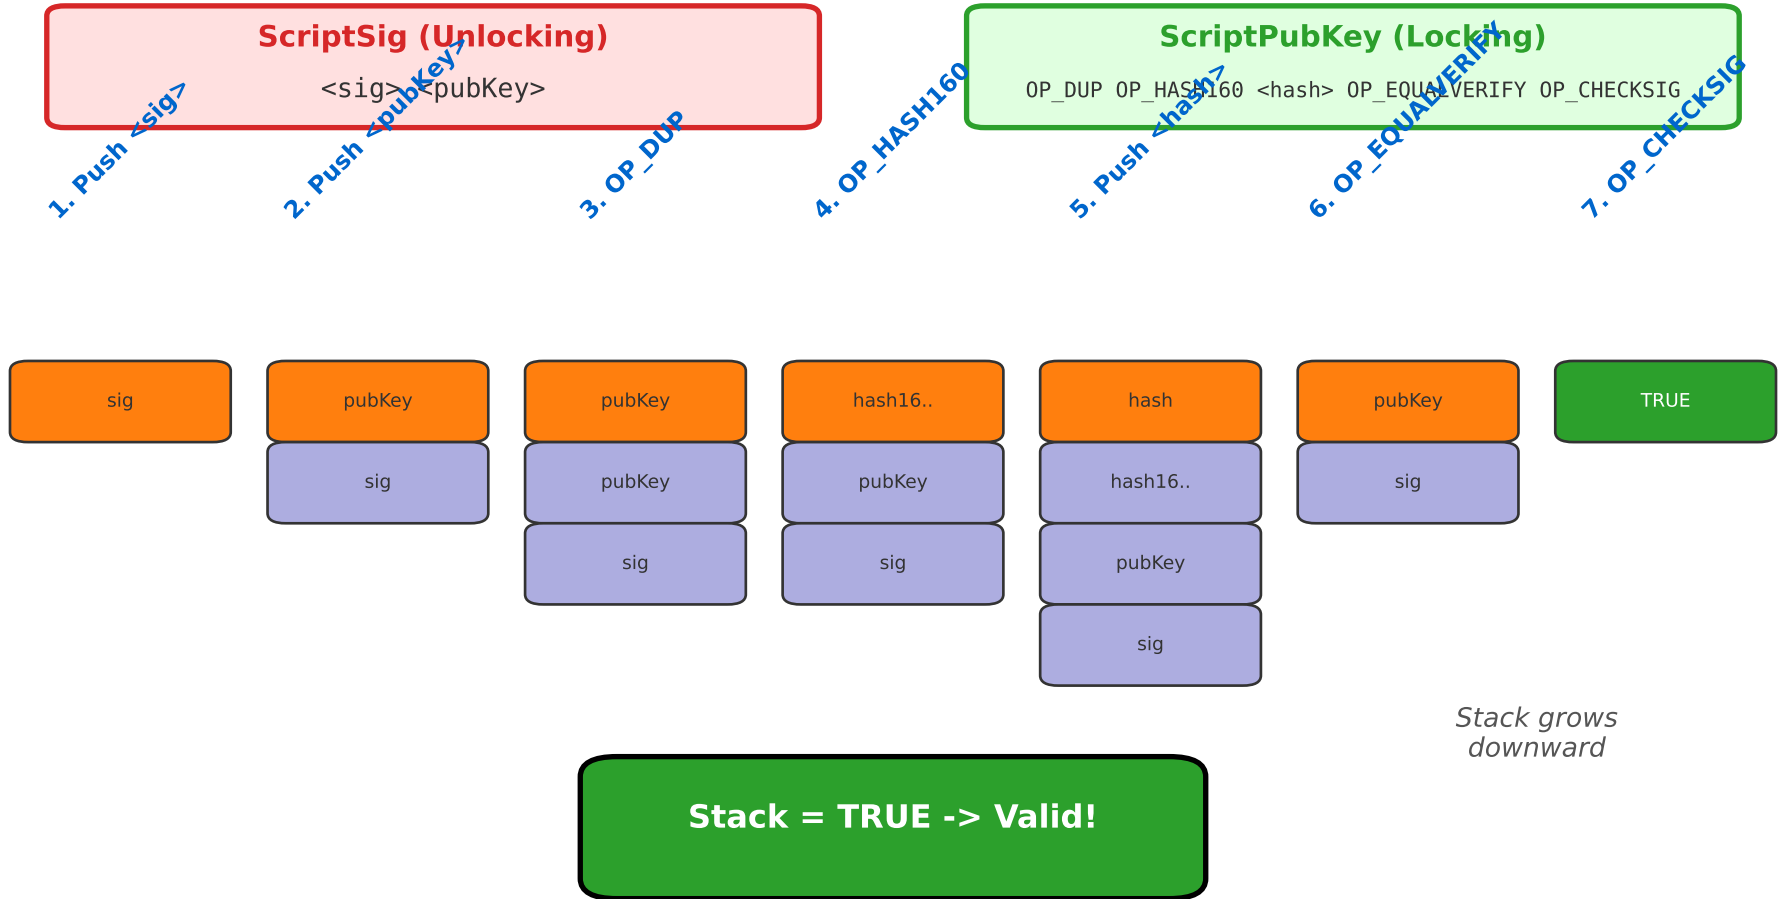 ScriptSig (Unlocking)
<sig> <pubKey>
ScriptPubKey (Locking)
OP_DUP OP_HASH160 <hash> OP_EQUALVERIFY OP_CHECKSIG
1. Push <sig>
2. Push <pubKey>
3. OP_DUP
4. OP_HASH160
5. Push <hash>
6. OP_EQUALVERIFY
7. OP_CHECKSIG
sig
pubKey
sig
pubKey
pubKey
sig
hash16..
pubKey
sig
hash
hash16..
pubKey
sig
pubKey
sig
TRUE
Stack grows
downward
Stack = TRUE -> Valid!